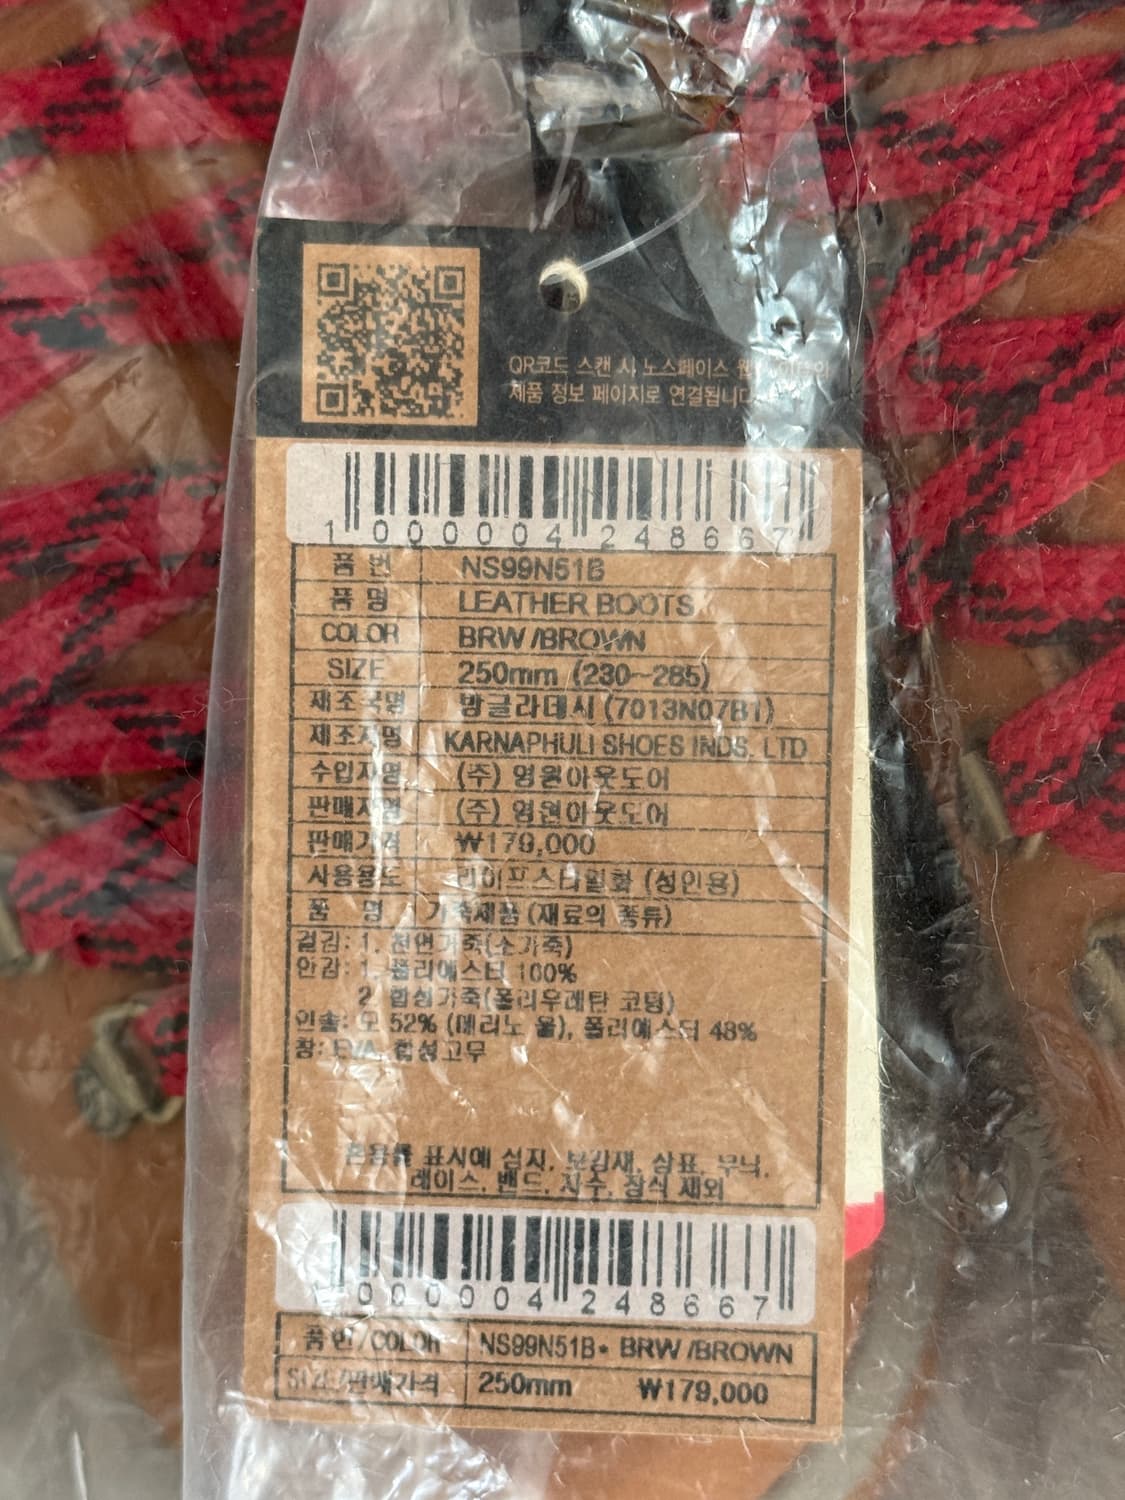 QR코드 스캔 시 노스페이스
제품 정보 페이지로 연결됩니다
1 000004 248667
품 번 NS99N51B
품 명 LEATHER BOOTS
COLOR BRW /BROWN
SIZE 250mm (230~285)
제조국명 방글라데시 (7013N07B1)
제조자명 KARNAPHULI SHOES INDS. LTD
수입자명 (주) 영원아웃도어
판매자명 (주) 영원아웃도어
판매가격 ₩179,000
사용용도 라이프스타일화 (성인용)
품 명 가죽제품 (재료의 종류)
겉감: 1. 천연가죽(소가죽)
안감: 1. 폴리에스터 100%
2. 합성가죽(폴리우레탄 코팅)
인솔: 모 52% (메리노 울), 폴리에스터 48%
창: EVA, 합성고무
혼용률 표시에 심지, 보강재, 상표, 무늬,
레이스, 밴드, 자수, 장식 제외
1 000004 248667
품번/COLOR NS99N51B* BRW /BROWN
SIZE/판매가격 250mm ₩179,000